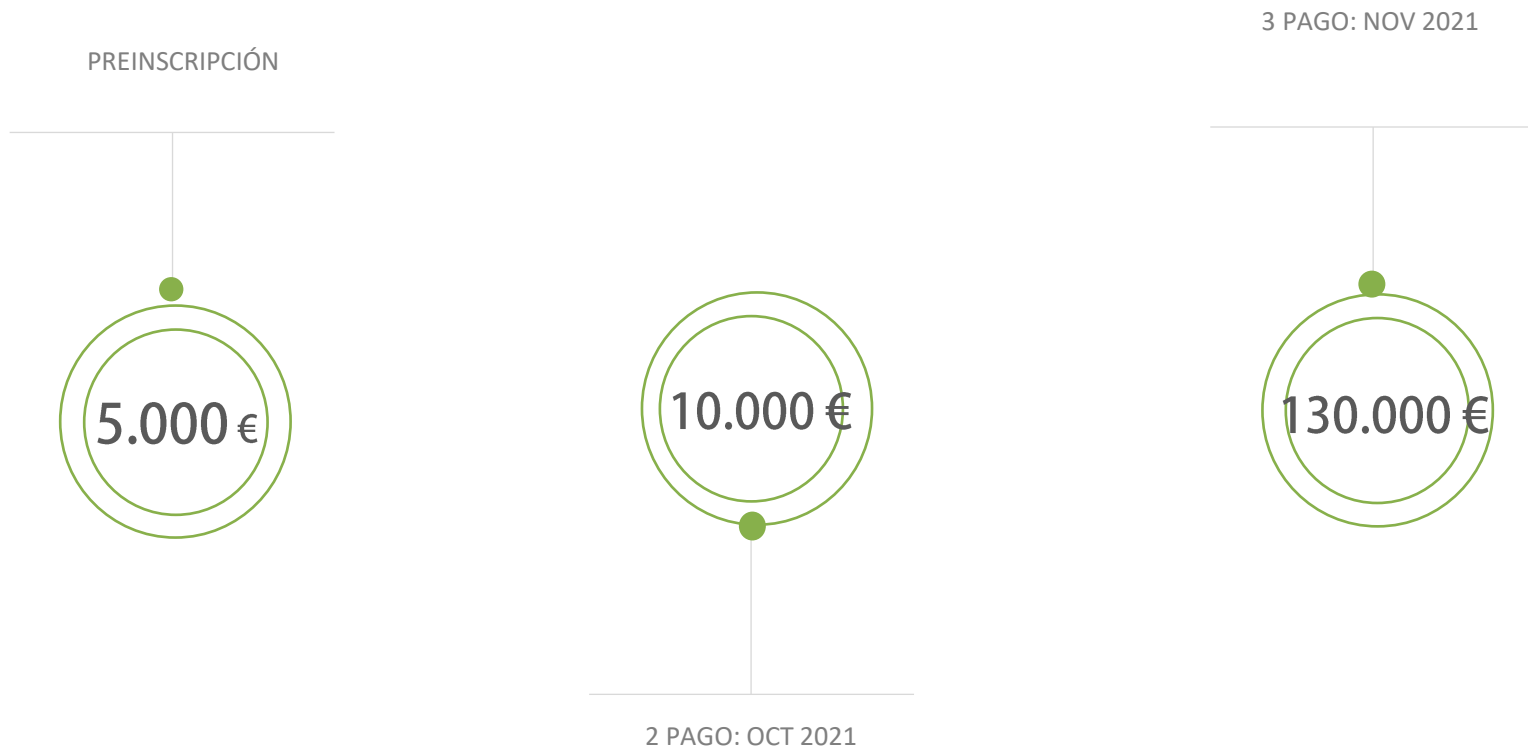 PREINSCRIPCIÓN
5.000 €
10.000 €
2 PAGO: OCT 2021
3 PAGO: NOV 2021
130.000 €